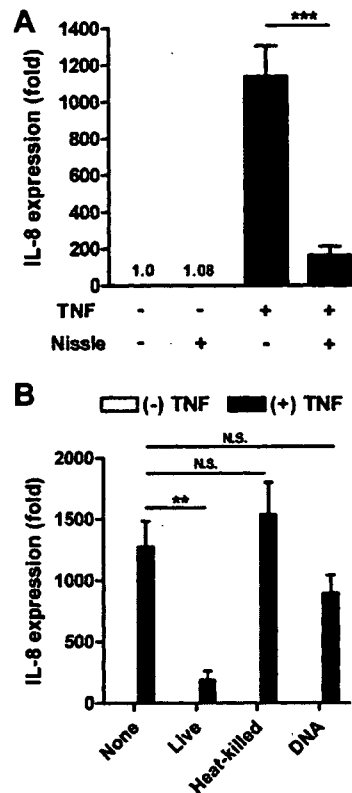 A
***
IL-8 expression (fold)
1400
1200
1000
800
600
400
200
0
1.0 1.08
TNF - - + +
Nissle - + - +
B
(-) TNF (+) TNF
N.S.
N.S.
**
IL-8 expression (fold)
2000
1500
1000
500
0
None Live Heat-killed DNA